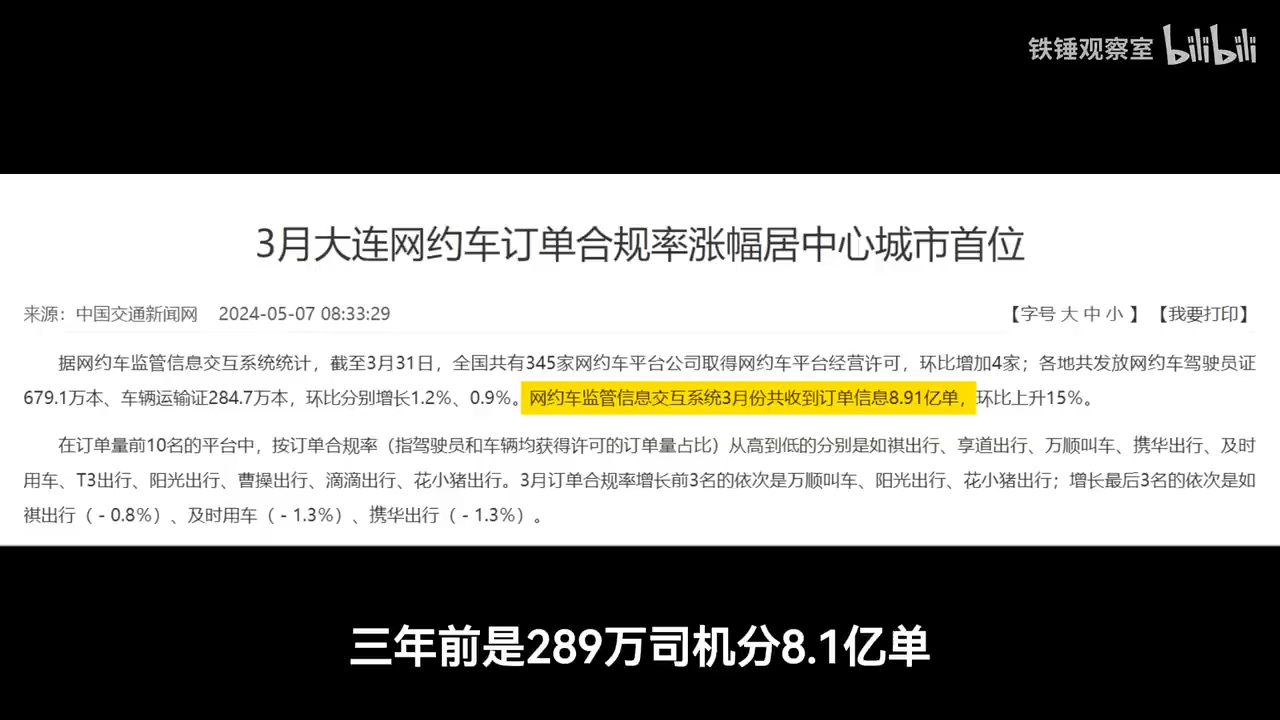 铁锤观察室 bilibili
3月大连网约车订单合规率涨幅居中心城市首位
来源：中国交通新闻网 2024-05-07 08:33:29 【字号 大 中 小 】【我要打印】
据网约车监管信息交互系统统计，截至3月31日，全国共有345家网约车平台公司取得网约车平台经营许可，环比增加4家；各地共发放网约车驾驶员证
679.1万本、车辆运输证284.7万本，环比分别增长1.2%、0.9%。网约车监管信息交互系统3月份共收到订单信息8.91亿单，环比上升15%。
在订单量前10名的平台中，按订单合规率（指驾驶员和车辆均获得许可的订单量占比）从高到低的分别是如祺出行、享道出行、万顺叫车、携华出行、及时
用车、T3出行、阳光出行、曹操出行、滴滴出行、花小猪出行。3月订单合规率增长前3名的依次是万顺叫车、阳光出行、花小猪出行；增长最后3名的依次是如
祺出行（-0.8%）、及时用车（-1.3%）、携华出行（-1.3%）。
三年前是289万司机分8.1亿单